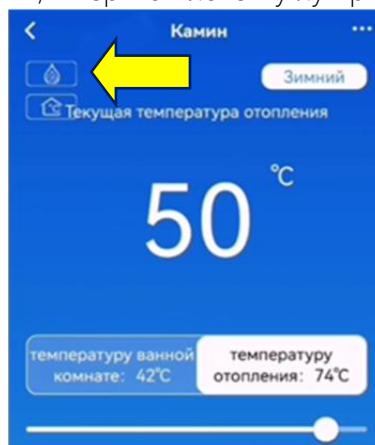 Камин
Зимний
Текущая температура отопления
50 °C
температуру ванной
комнате: 42°C
температуру
отопления: 74°C